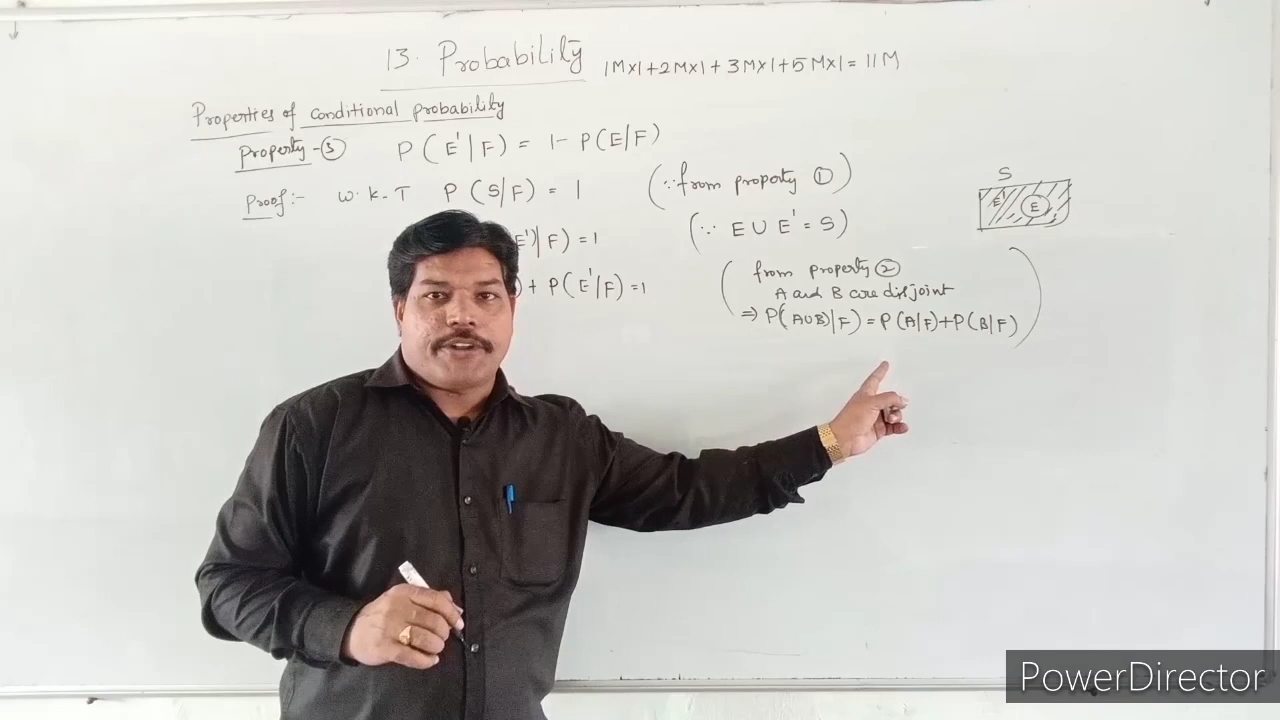 13. Probability 1M×1+2M×1+3M×1+5M×1=11M
Properties of conditional probability
Property-③ P(E'|F) = 1- P(E/F)
Proof:- W.K.T P(S/F) = 1 (∵from property ①)
E')|F) = 1 (∵ E∪E' = S)
) + P(E'/F) =1
(from property ②
A and B are disjoint
⇒ P(A∪B)|F) = P(A/F)+P(B/F))
S
E' E
PowerDirector